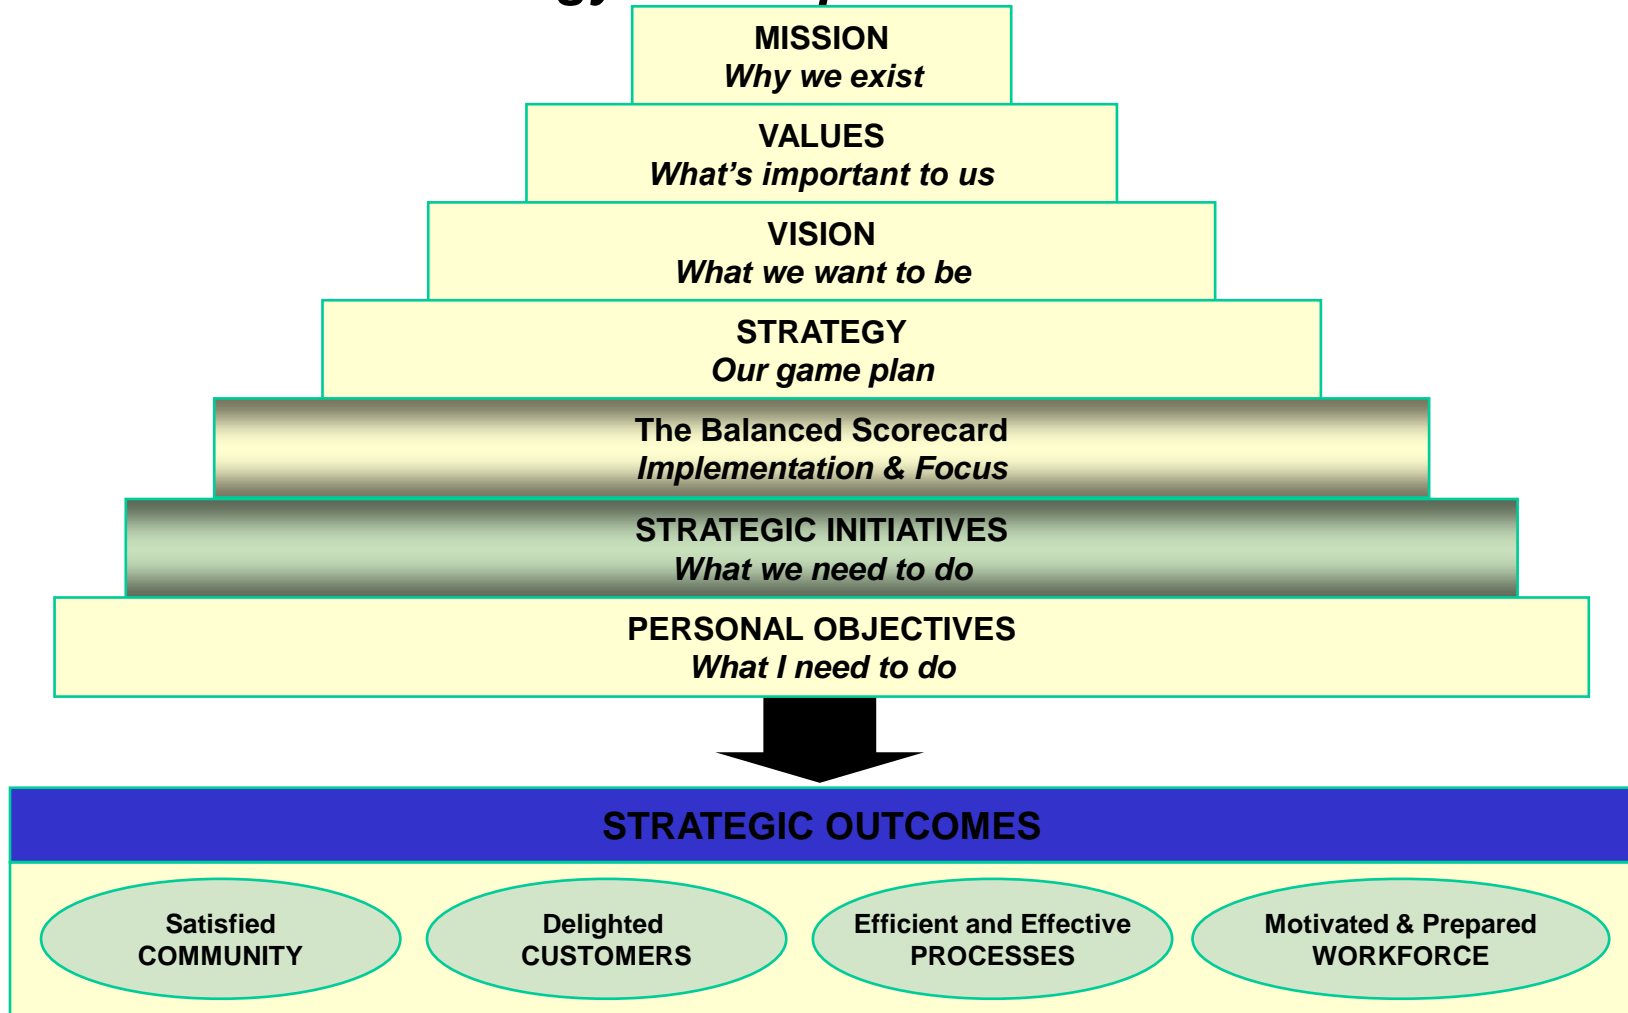 MISSION
Why we exist
VALUES
What’s important to us
VISION
What we want to be
STRATEGY
Our game plan
The Balanced Scorecard
Implementation & Focus
STRATEGIC INITIATIVES
What we need to do
PERSONAL OBJECTIVES
What I need to do
STRATEGIC OUTCOMES
Satisfied
COMMUNITY
Delighted
CUSTOMERS
Efficient and Effective
PROCESSES
Motivated & Prepared
WORKFORCE